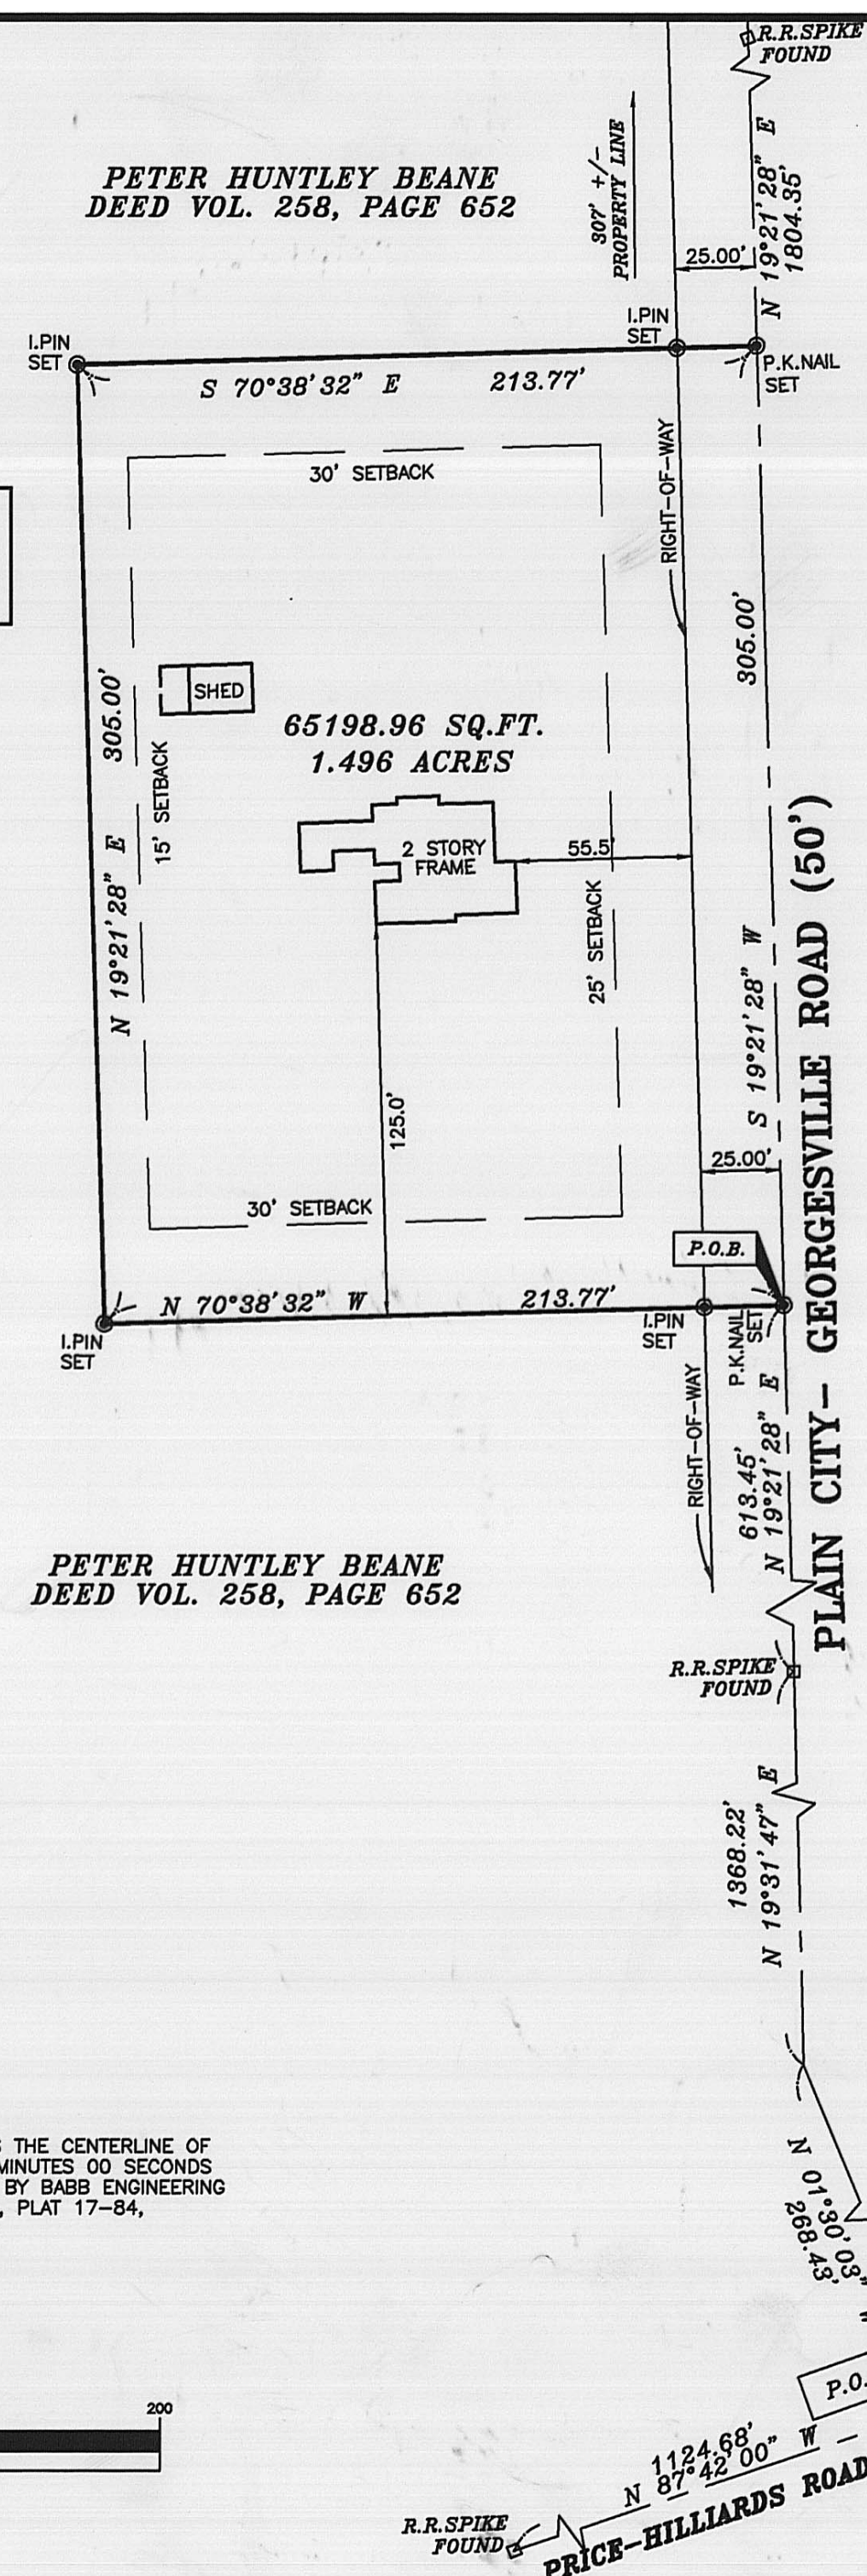 R.R.SPIKE
FOUND
N 19°21'28" E
1804.35'
307' +/-
PROPERTY LINE
PETER HUNTLEY BEANE
DEED VOL. 258, PAGE 652
25.00'
I.PIN
SET
I.PIN
SET
P.K.NAIL
SET
S 70°38'32" E 213.77'
30' SETBACK
RIGHT-OF-WAY
305.00'
SHED
N 19°21'28" E 305.00'
15' SETBACK
65198.96 SQ.FT.
1.496 ACRES
2 STORY
FRAME
55.5'
25' SETBACK
S 19°21'28" W
PLAIN CITY- GEORGESVILLE ROAD (50')
125.0'
25.00'
30' SETBACK
P.O.B.
N 70°38'32" W 213.77'
I.PIN
SET
I.PIN
SET
P.K.NAIL
SET
RIGHT-OF-WAY
613.45'
N 19°21'28" E
PETER HUNTLEY BEANE
DEED VOL. 258, PAGE 652
R.R.SPIKE
FOUND
1368.22'
N 19°31'47" E
THE CENTERLINE OF
MINUTES 00 SECONDS
BY BABB ENGINEERING
, PLAT 17-84,
N 01°30'03"
268.43'
200
P.O.
1124.68'
N 87°42'00" W
R.R.SPIKE
FOUND
PRICE-HILLIARDS ROAD